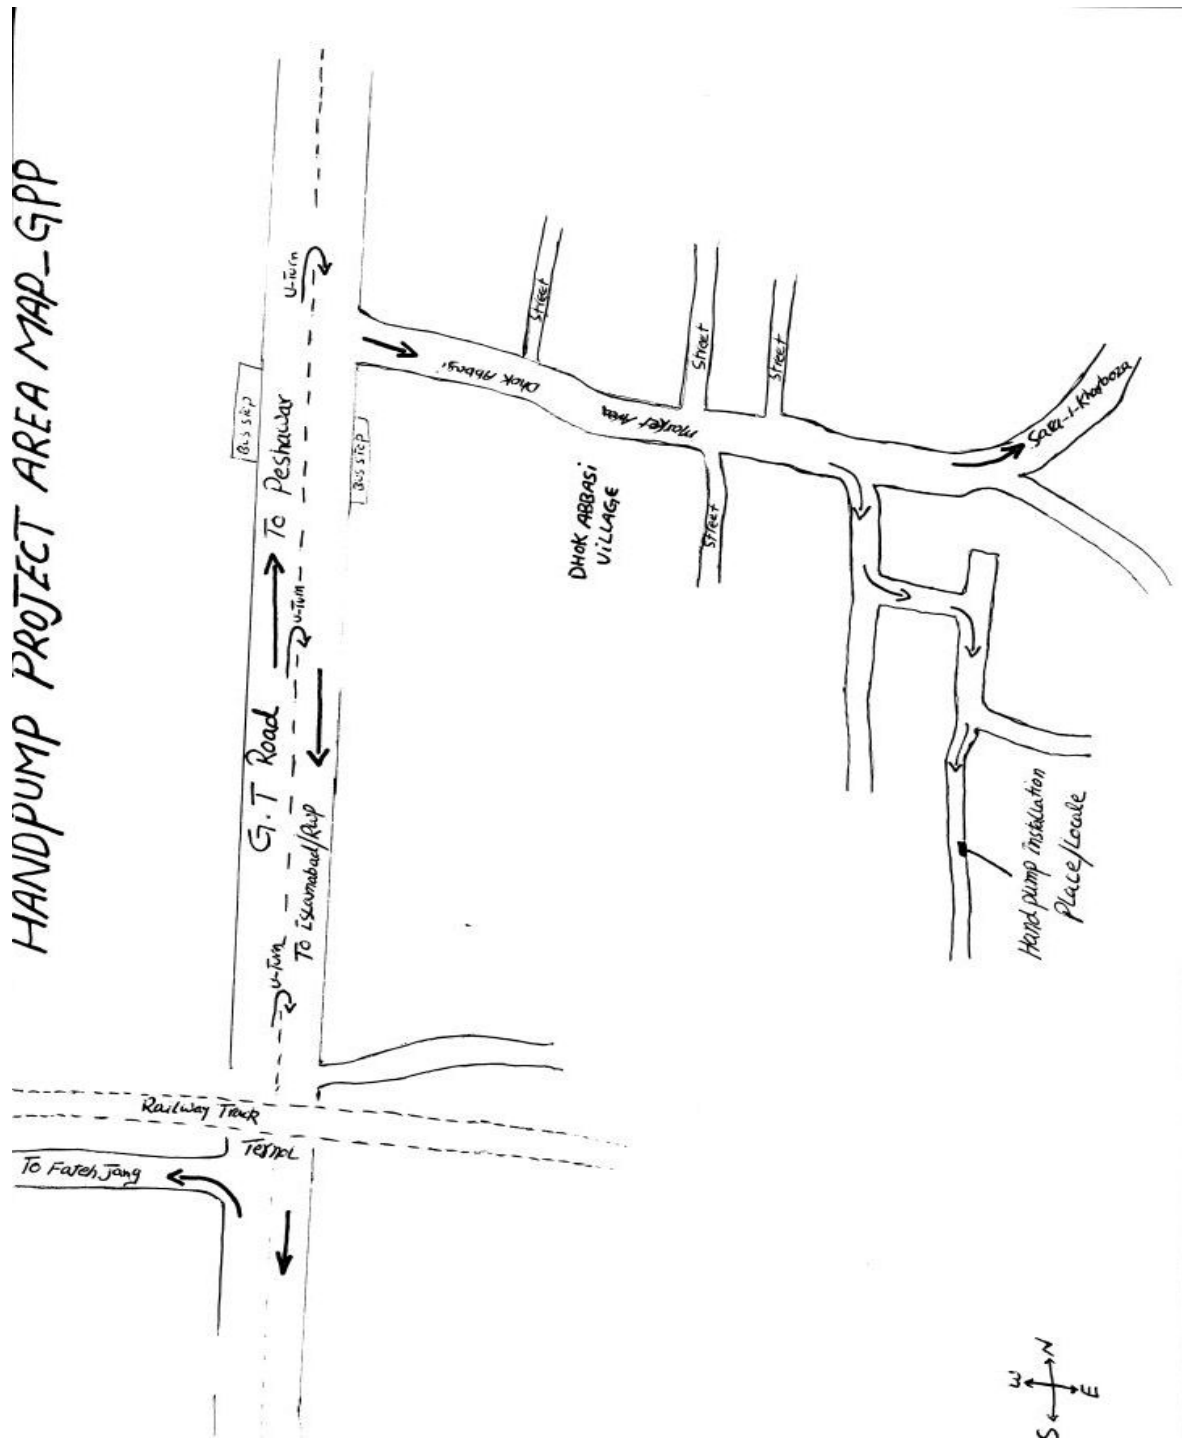 HANDPUMP PROJECT AREA MAP_GPP
Bus stop
G.T Road
To Peshawar
U-Turn
U-Turn
U-Turn
To Islamabad/Rwp
Bus stop
Dhok Abbasi
Market Area
Street
Street
Street
Street
DHOK ABBASI
VILLAGE
Sara-i-Kharboza
Hand pump installation
Place/Locale
Railway Track
Ternol
To Fateh Jang
N
W
E
S